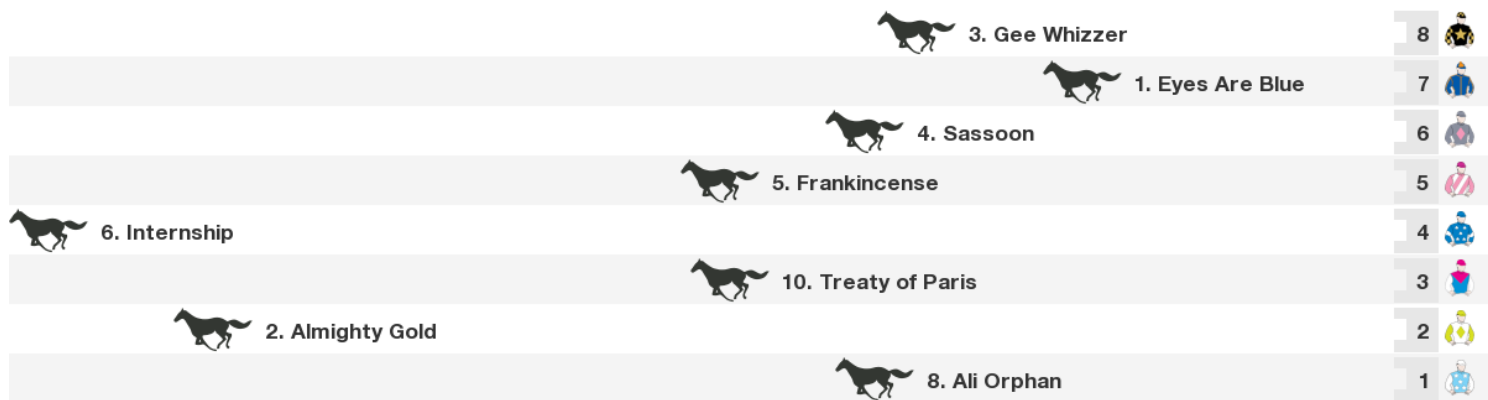 3. Gee Whizzer 8
1. Eyes Are Blue 7
4. Sassoon 6
5. Frankincense 5
6. Internship 4
10. Treaty of Paris 3
2. Almighty Gold 2
8. Ali Orphan 1